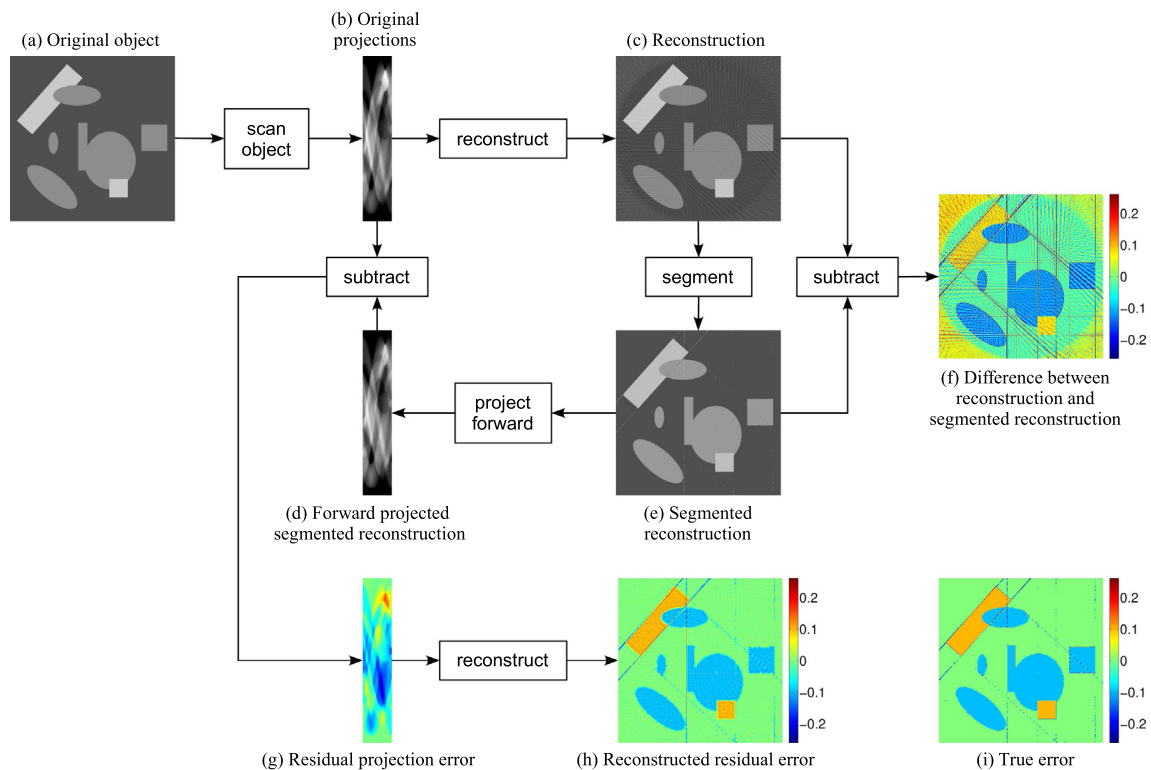 (b) Original
projections
(a) Original object
(c) Reconstruction
scan
object
reconstruct
subtract
segment
subtract
0.2
0.1
0
−0.1
−0.2
(f) Difference between
reconstruction and
segmented reconstruction
project
forward
(d) Forward projected
segmented reconstruction
(e) Segmented
reconstruction
reconstruct
0.2
0.1
0
-0.1
-0.2
0.2
0.1
0
-0.1
-0.2
(g) Residual projection error
(h) Reconstructed residual error
(i) True error